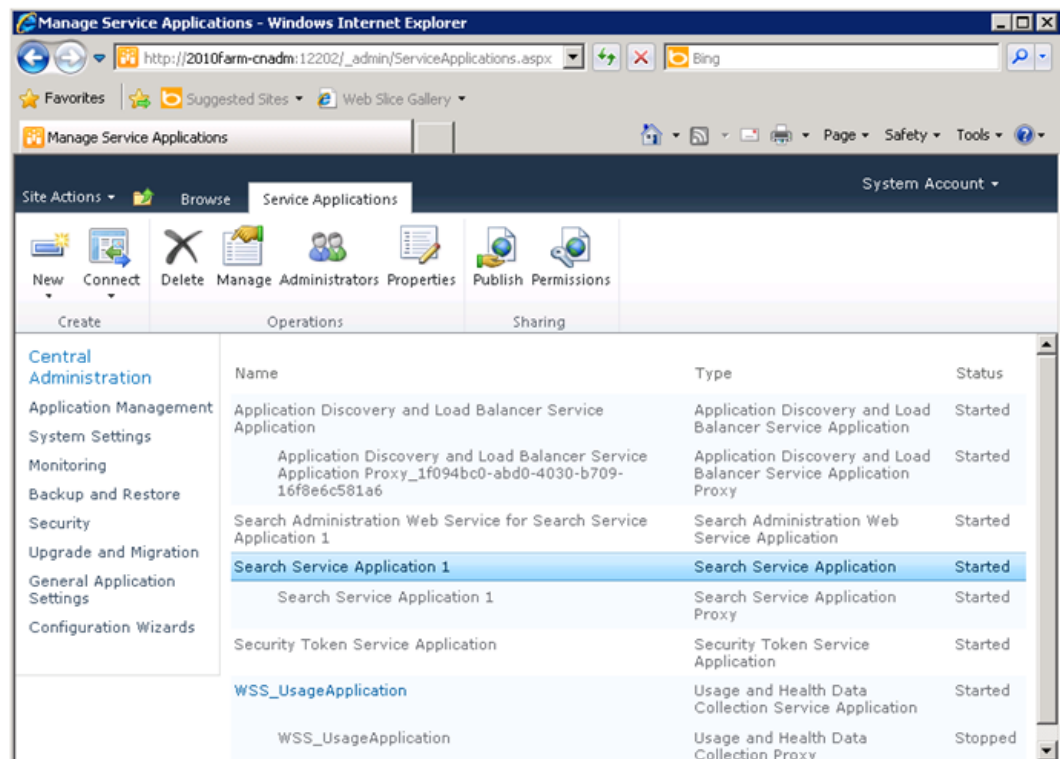 Manage Service Applications - Windows Internet Explorer
http://2010farm-cnadm:12202/_admin/ServiceApplications.aspx
Bing
Favorites
Suggested Sites
Web Slice Gallery
Manage Service Applications
Page
Safety
Tools
System Account
Site Actions
Browse
Service Applications
New
Connect
Delete
Manage
Administrators
Properties
Publish
Permissions
Create
Operations
Sharing
Central
Administration
Application Management
System Settings
Monitoring
Backup and Restore
Security
Upgrade and Migration
General Application
Settings
Configuration Wizards
Name
Type
Status
Application Discovery and Load Balancer Service
Application
Application Discovery and Load
Balancer Service Application
Started
Application Discovery and Load Balancer Service
Application Proxy_1f094bc0-abd0-4030-b709-
16f8e6c581a6
Application Discovery and Load
Balancer Service Application
Proxy
Started
Search Administration Web Service for Search Service
Application 1
Search Administration Web
Service Application
Started
Search Service Application 1
Search Service Application
Started
Search Service Application 1
Search Service Application
Proxy
Started
Security Token Service Application
Security Token Service
Application
Started
WSS_UsageApplication
Usage and Health Data
Collection Service Application
Started
WSS_UsageApplication
Usage and Health Data
Collection Proxy
Stopped